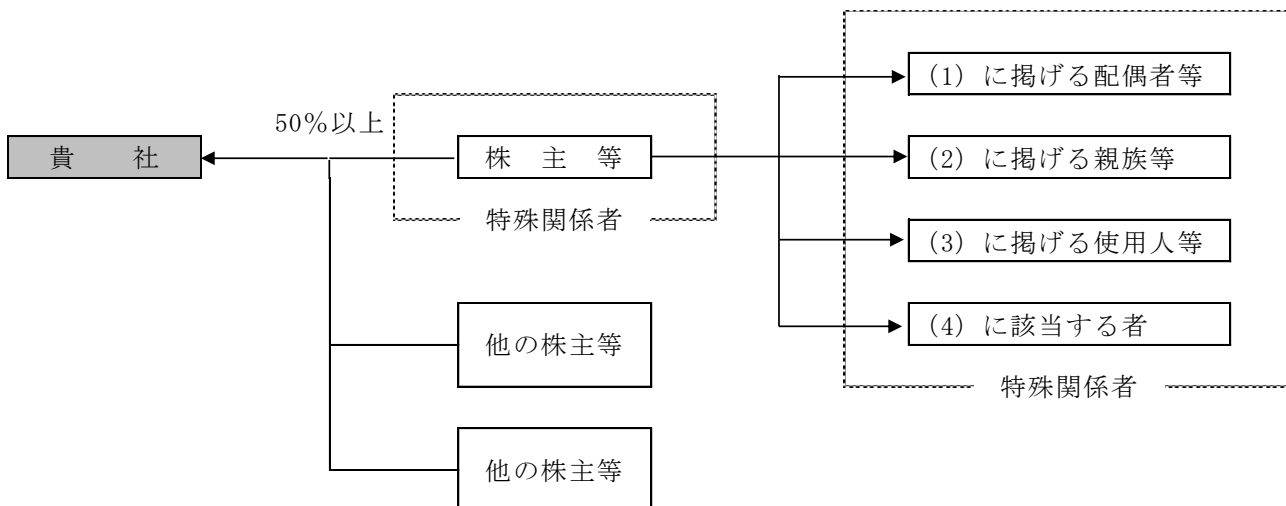 50％以上
貴　　社
株　主　等
特殊関係者
他の株主等
他の株主等
(1) に掲げる配偶者等
(2) に掲げる親族等
(3) に掲げる使用人等
(4) に該当する者
特殊関係者